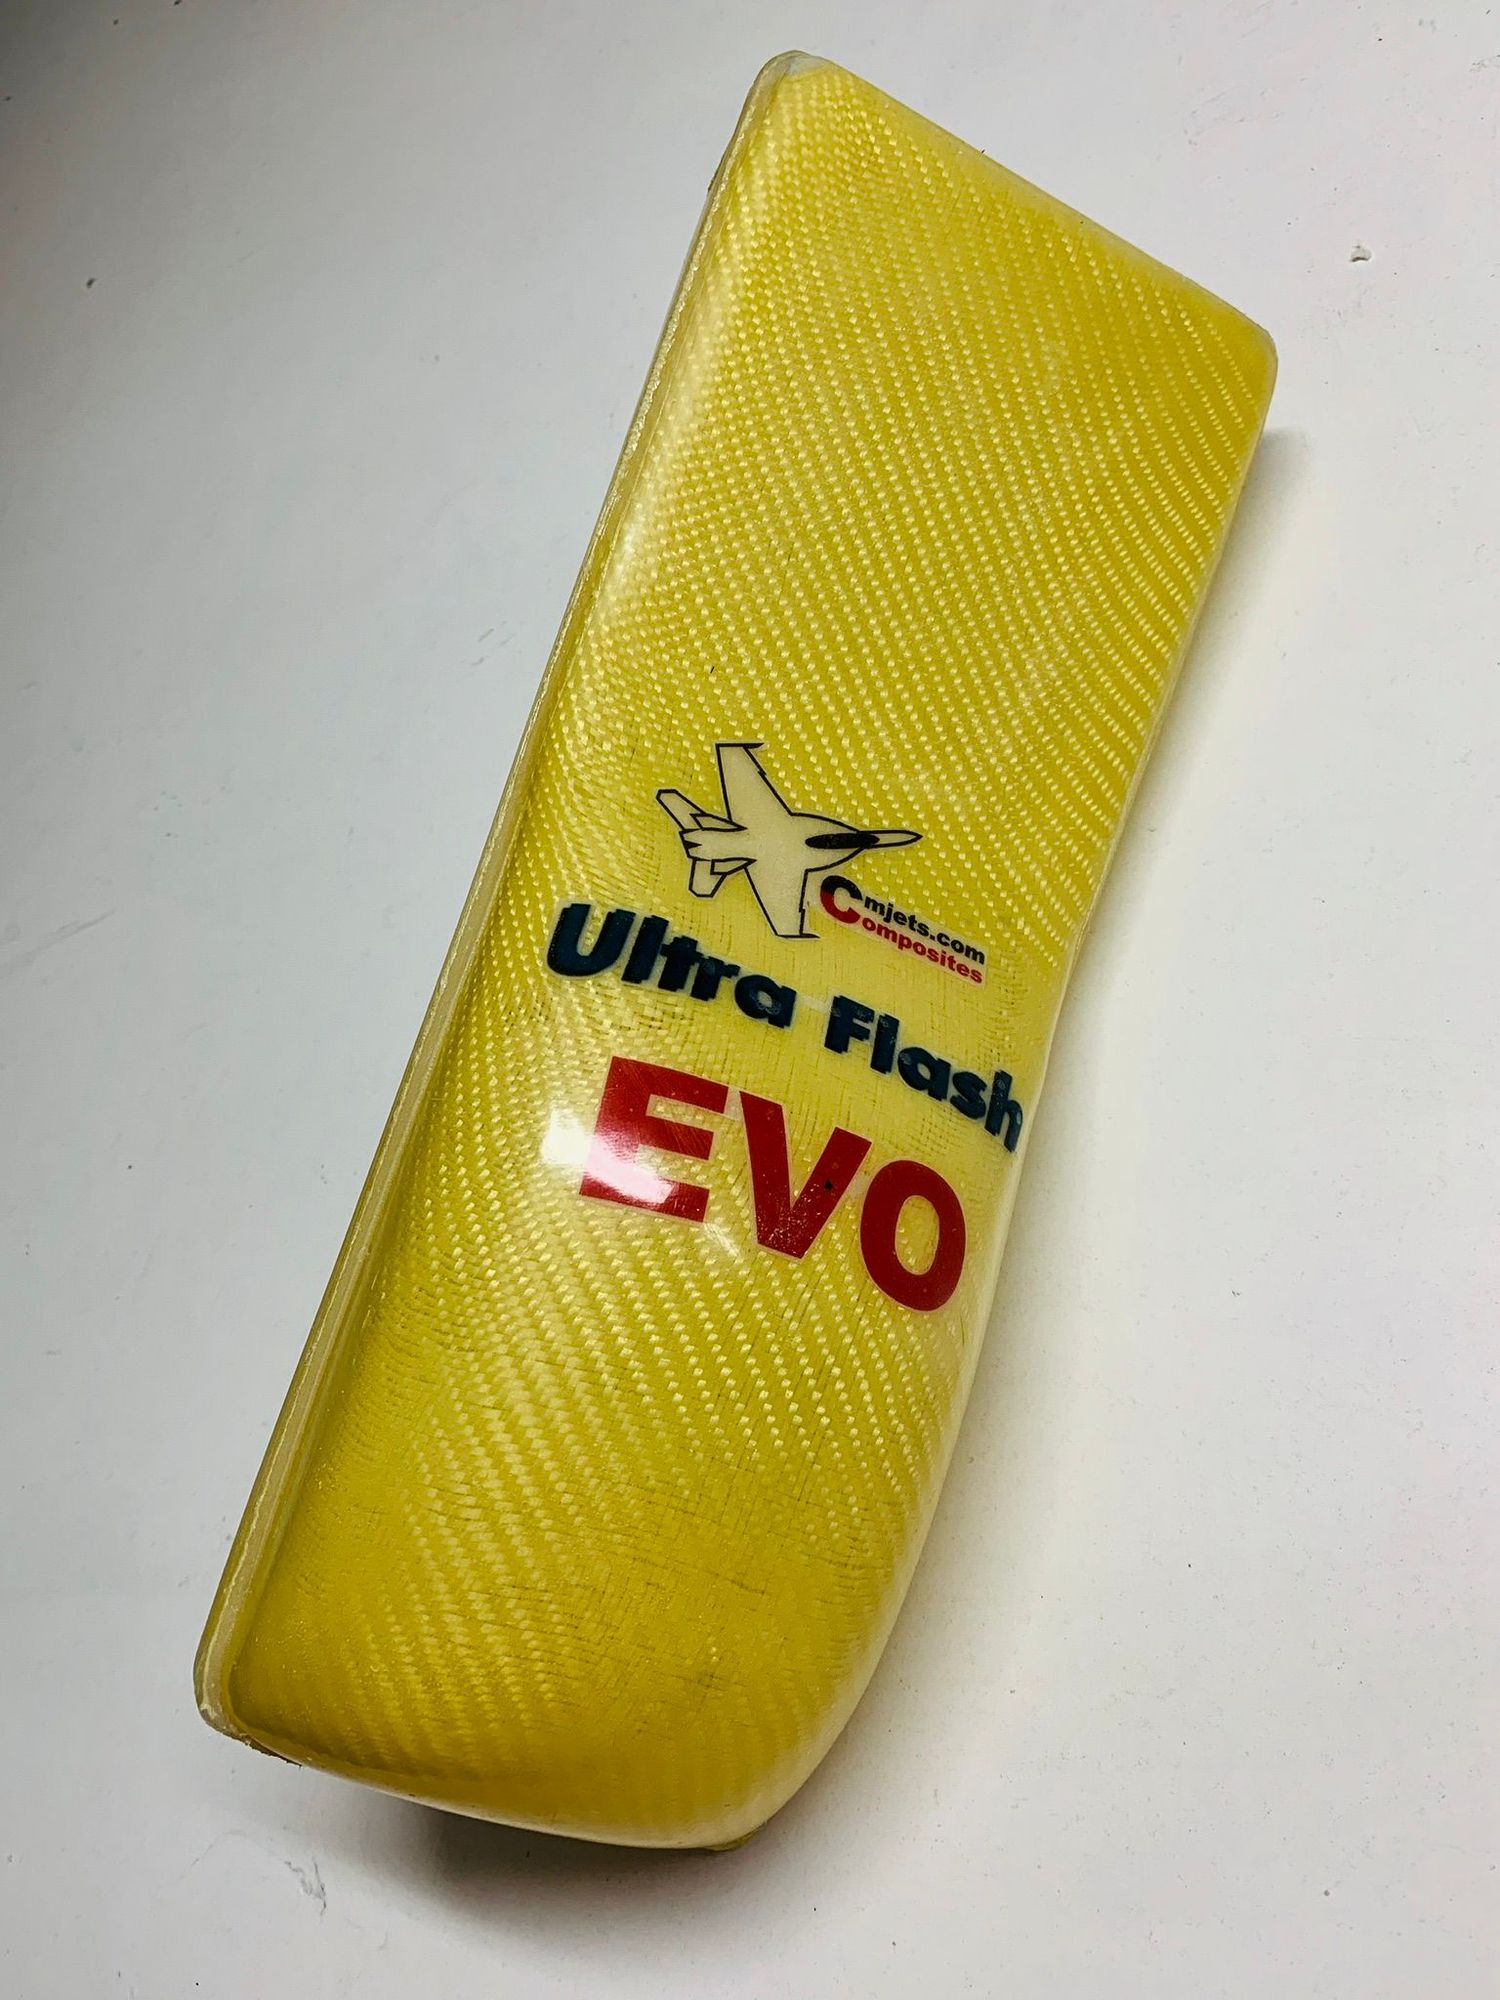 Cmjets.com
Composites
Ultra Flash
EVO